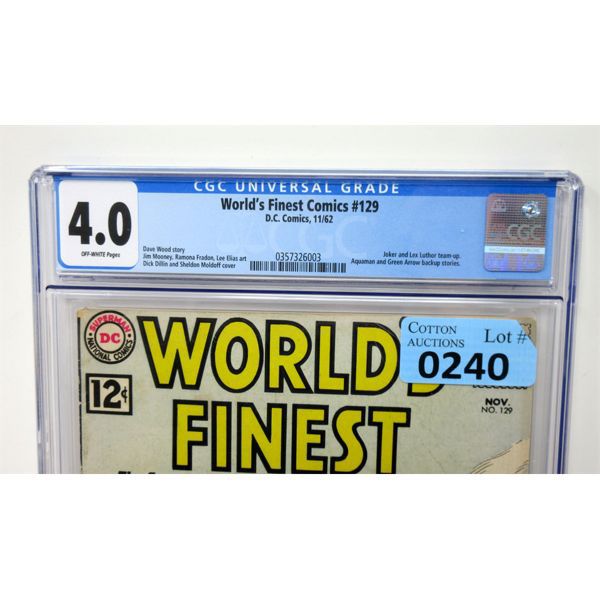 CGC UNIVERSAL GRADE
4.0
OFF-WHITE Pages
World's Finest Comics #129
D.C. Comics, 11/62
Dave Wood story
Jim Mooney, Ramona Fradon, Lee Elias art
Dick Dillin and Sheldon Moldoff cover
0357326003
Joker and Lex Luthor team-up.
Aquaman and Green Arrow backup stories.
CGC
SUPERMAN
DC
NATIONAL COMICS
12¢
WORLD'S
FINEST
COTTON
AUCTIONS
Lot #
0240
NOV.
NO. 129